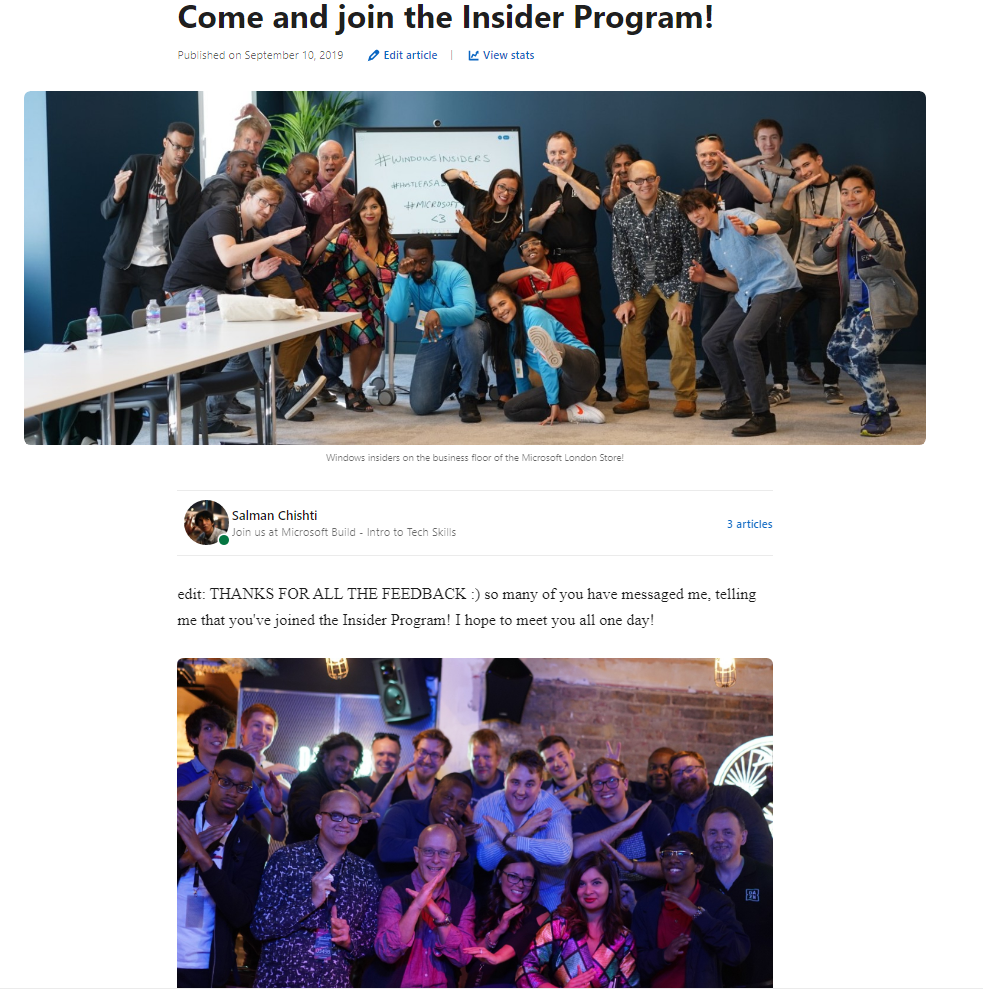 Come and join the Insider Program!
Published on September 10, 2019 Edit article | View stats
#WINDOWSINSIDERS
#HUSTLEASAS
#MICROSOFT
<3
Windows insiders on the business floor of the Microsoft London Store!
Salman Chishti
Join us at Microsoft Build - Intro to Tech Skills
3 articles
edit: THANKS FOR ALL THE FEEDBACK :) so many of you have messaged me, telling
me that you've joined the Insider Program! I hope to meet you all one day!